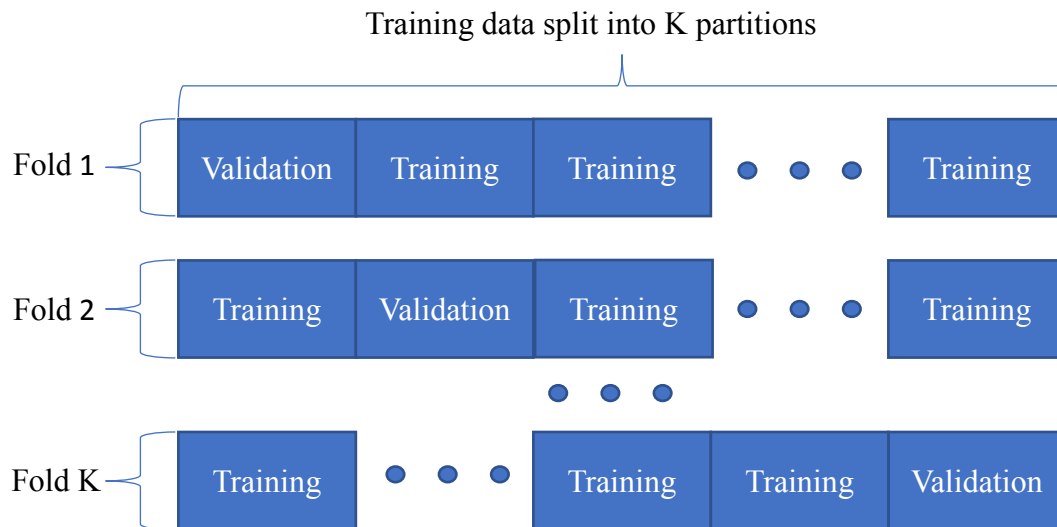 Training data split into K partitions
Fold 1
Validation
Training
Training
Training
Fold 2
Training
Validation
Training
Training
Fold K
Training
Training
Training
Validation